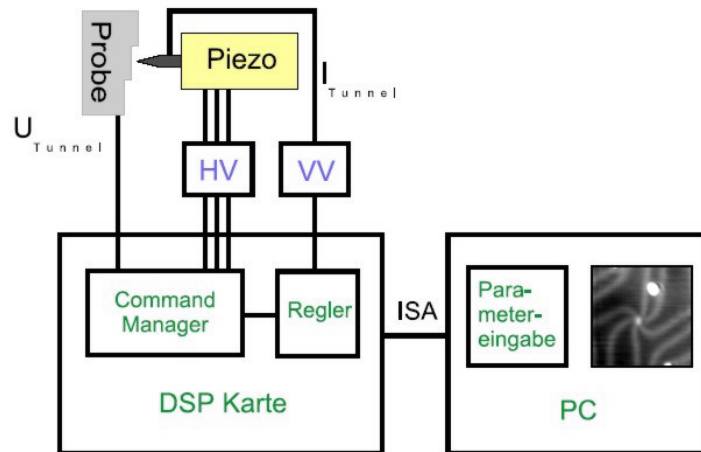 Probe
Piezo
I
Tunnel
U
Tunnel
HV
VV
Command
Manager
Regler
ISA
Para-
meter-
eingabe
DSP Karte
PC